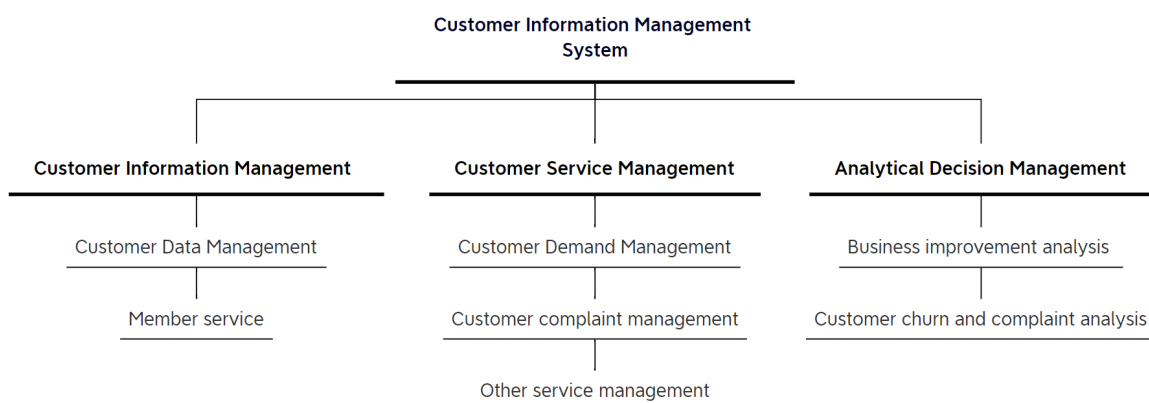 Customer Information Management
System
Customer Information Management
Customer Service Management
Analytical Decision Management
Customer Data Management
Customer Demand Management
Business improvement analysis
Member service
Customer complaint management
Customer churn and complaint analysis
Other service management